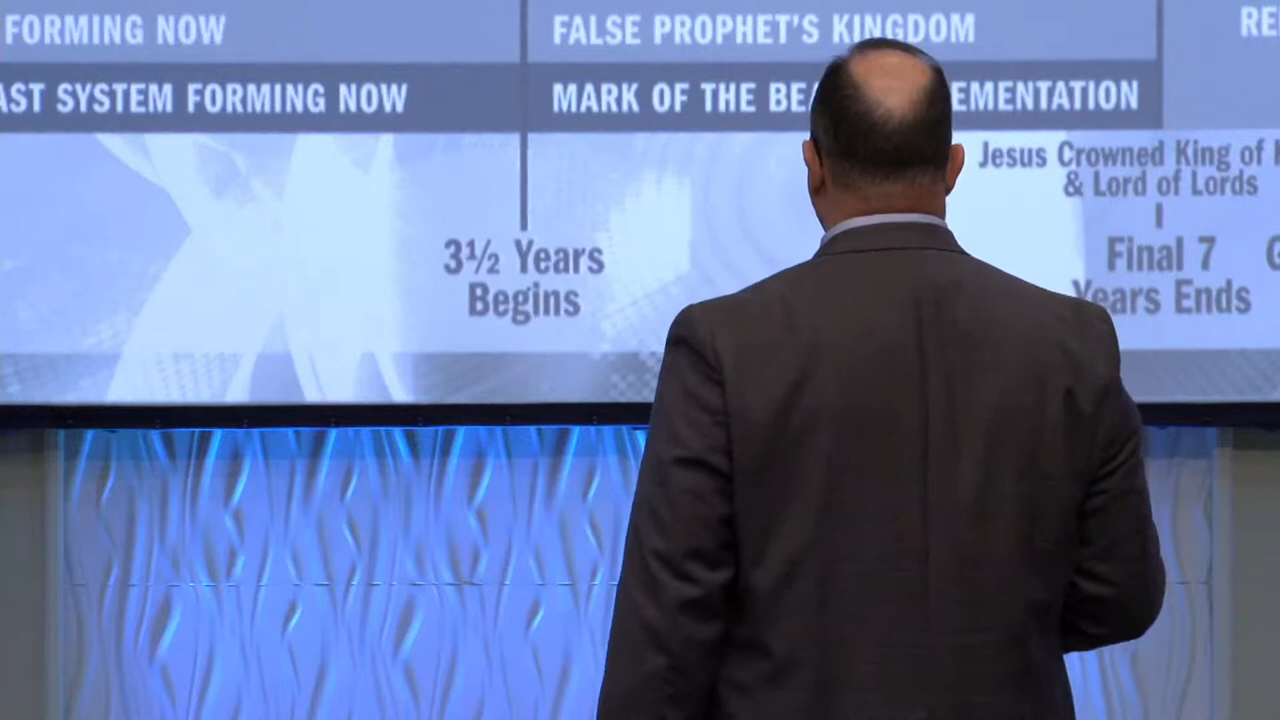 FORMING NOW
FALSE PROPHET'S KINGDOM
AST SYSTEM FORMING NOW
MARK OF THE BEA EMENTATION
Jesus Crowned King of
& Lord of Lords
3½ Years
Begins
Final 7
Years Ends